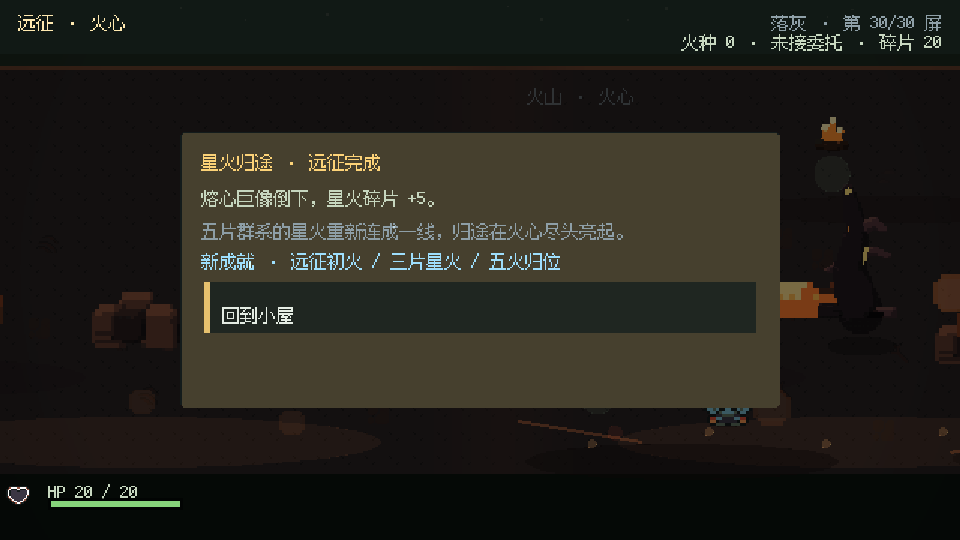 远征 · 火心
落灰 · 第 30/30 屏
火种 0 · 未接委托 · 碎片 20
火山 · 火心
星火归途 · 远征完成
熔心巨像倒下，星火碎片 +5。
五片群系的星火重新连成一线，归途在火心尽头亮起。
新成就 · 远征初火 / 三片星火 / 五火归位
回到小屋
HP 20 / 20